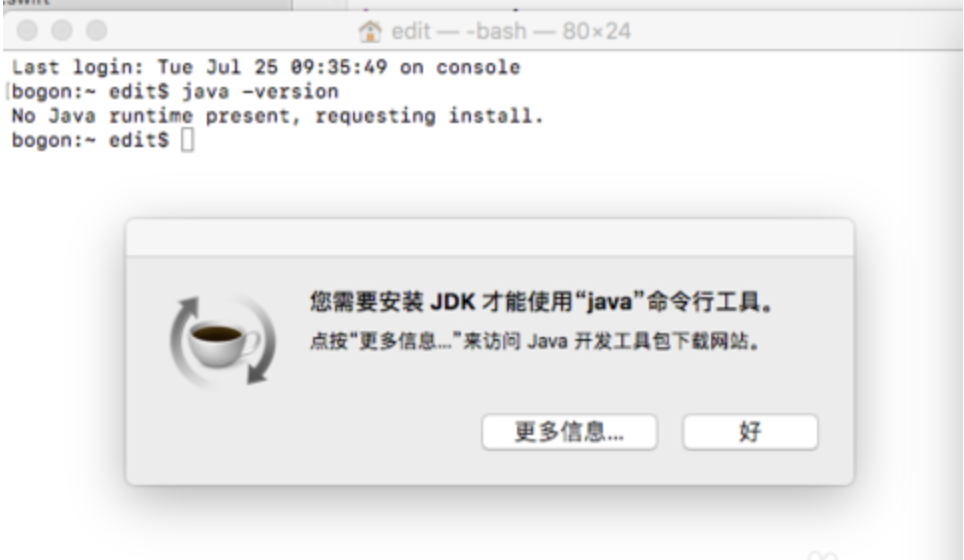 edit — -bash — 80×24
Last login: Tue Jul 25 09:35:49 on console
[bogon:~ edit$ java -version
No Java runtime present, requesting install.
bogon:~ edit$
您需要安装 JDK 才能使用“java”命令行工具。
点按“更多信息...”来访问 Java 开发工具包下载网站。
更多信息...
好